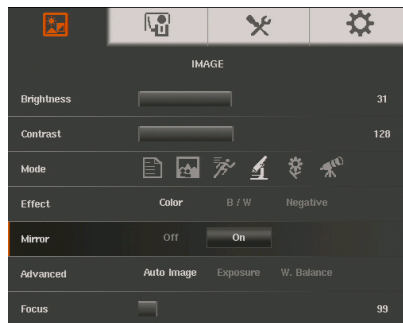 IMAGE
Brightness 31
Contrast 128
Mode
Effect Color B / W Negative
Mirror Off On
Advanced Auto Image Exposure W. Balance
Focus 99